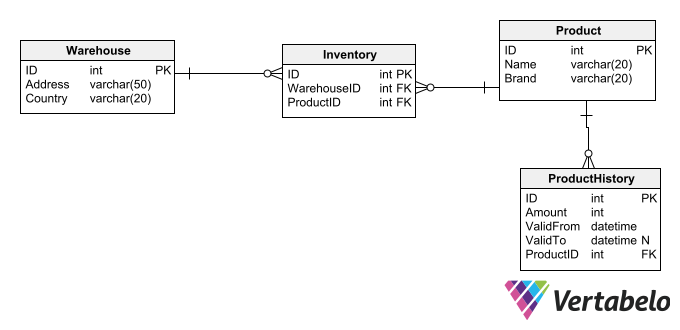 Warehouse
ID int PK
Address varchar(50)
Country varchar(20)
Inventory
ID int PK
WarehouseID int FK
ProductID int FK
Product
ID int PK
Name varchar(20)
Brand varchar(20)
ProductHistory
ID int PK
Amount int
ValidFrom datetime
ValidTo datetime N
ProductID int FK
Vertabelo